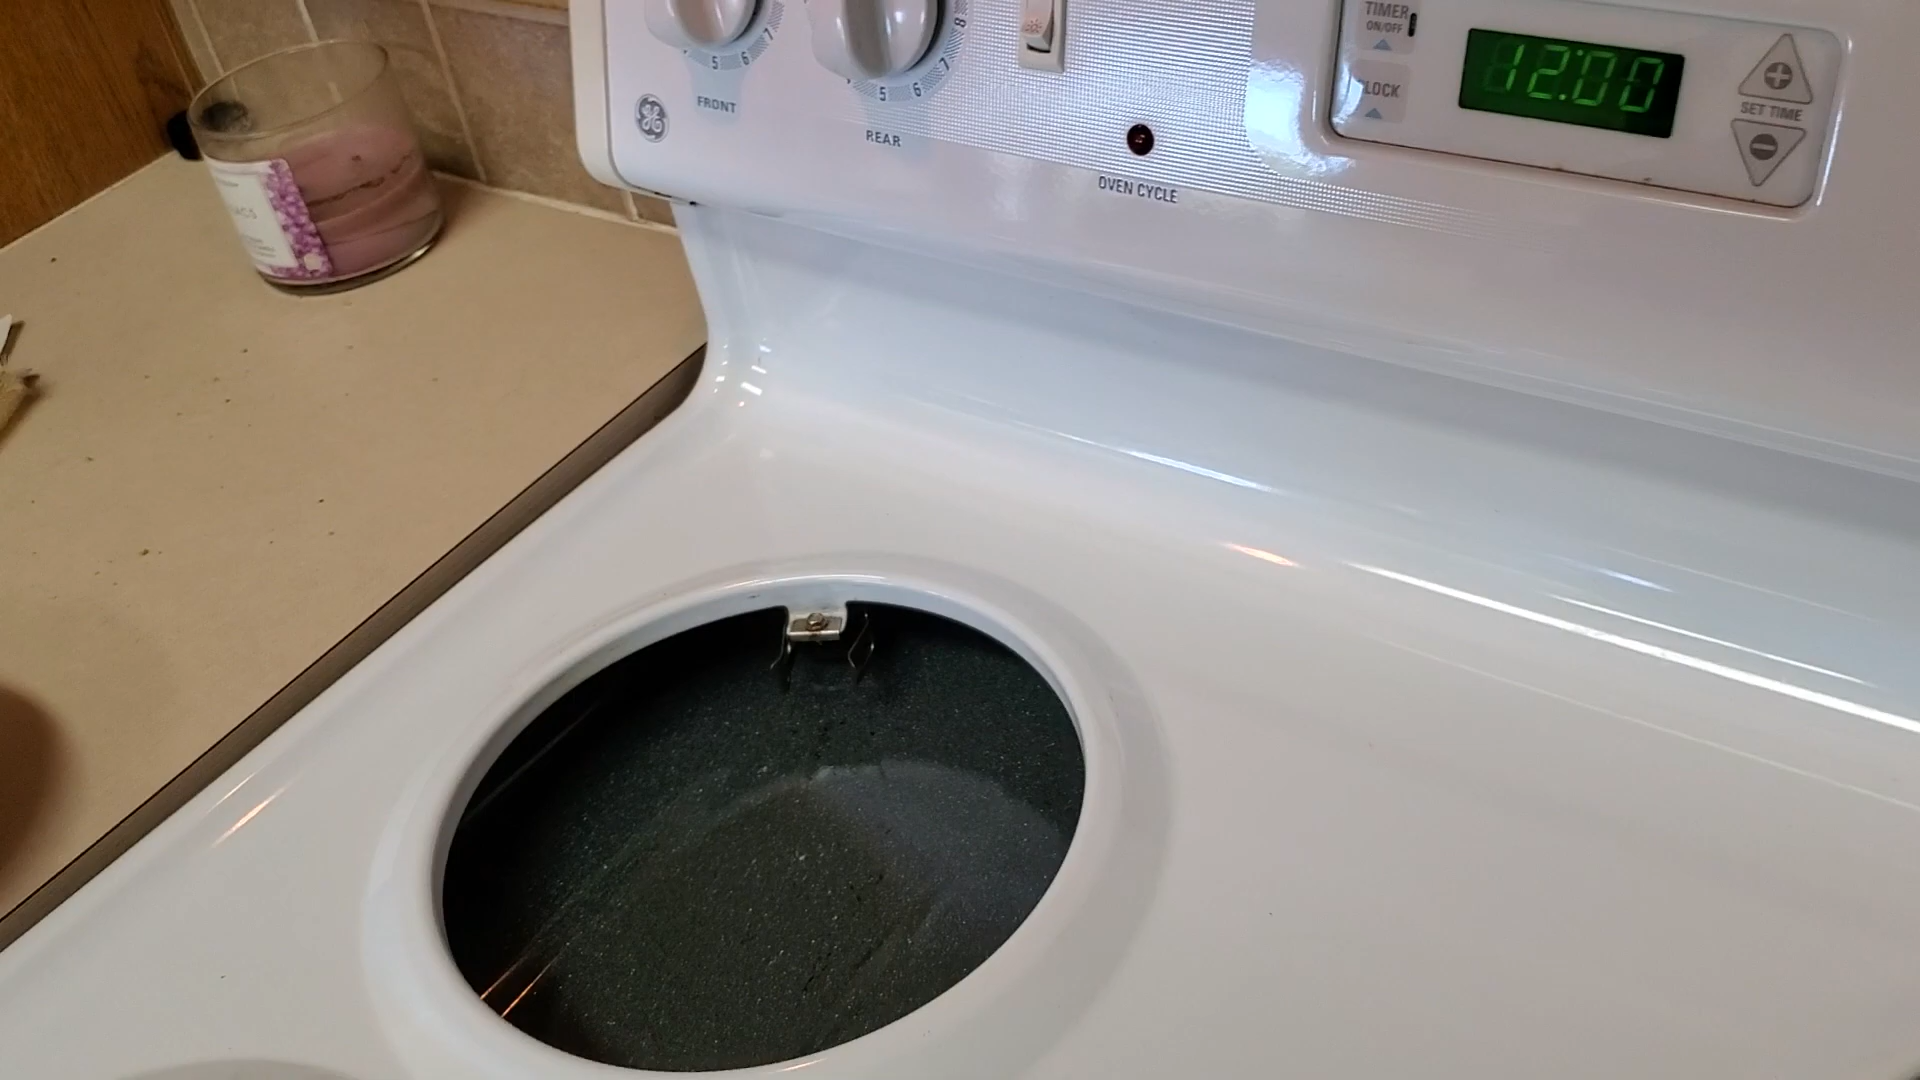 TIMER
ON/OFF
CLOCK
12:00
SET TIME
5 6 7
FRONT
5 6 7 8
REAR
GE
OVEN CYCLE